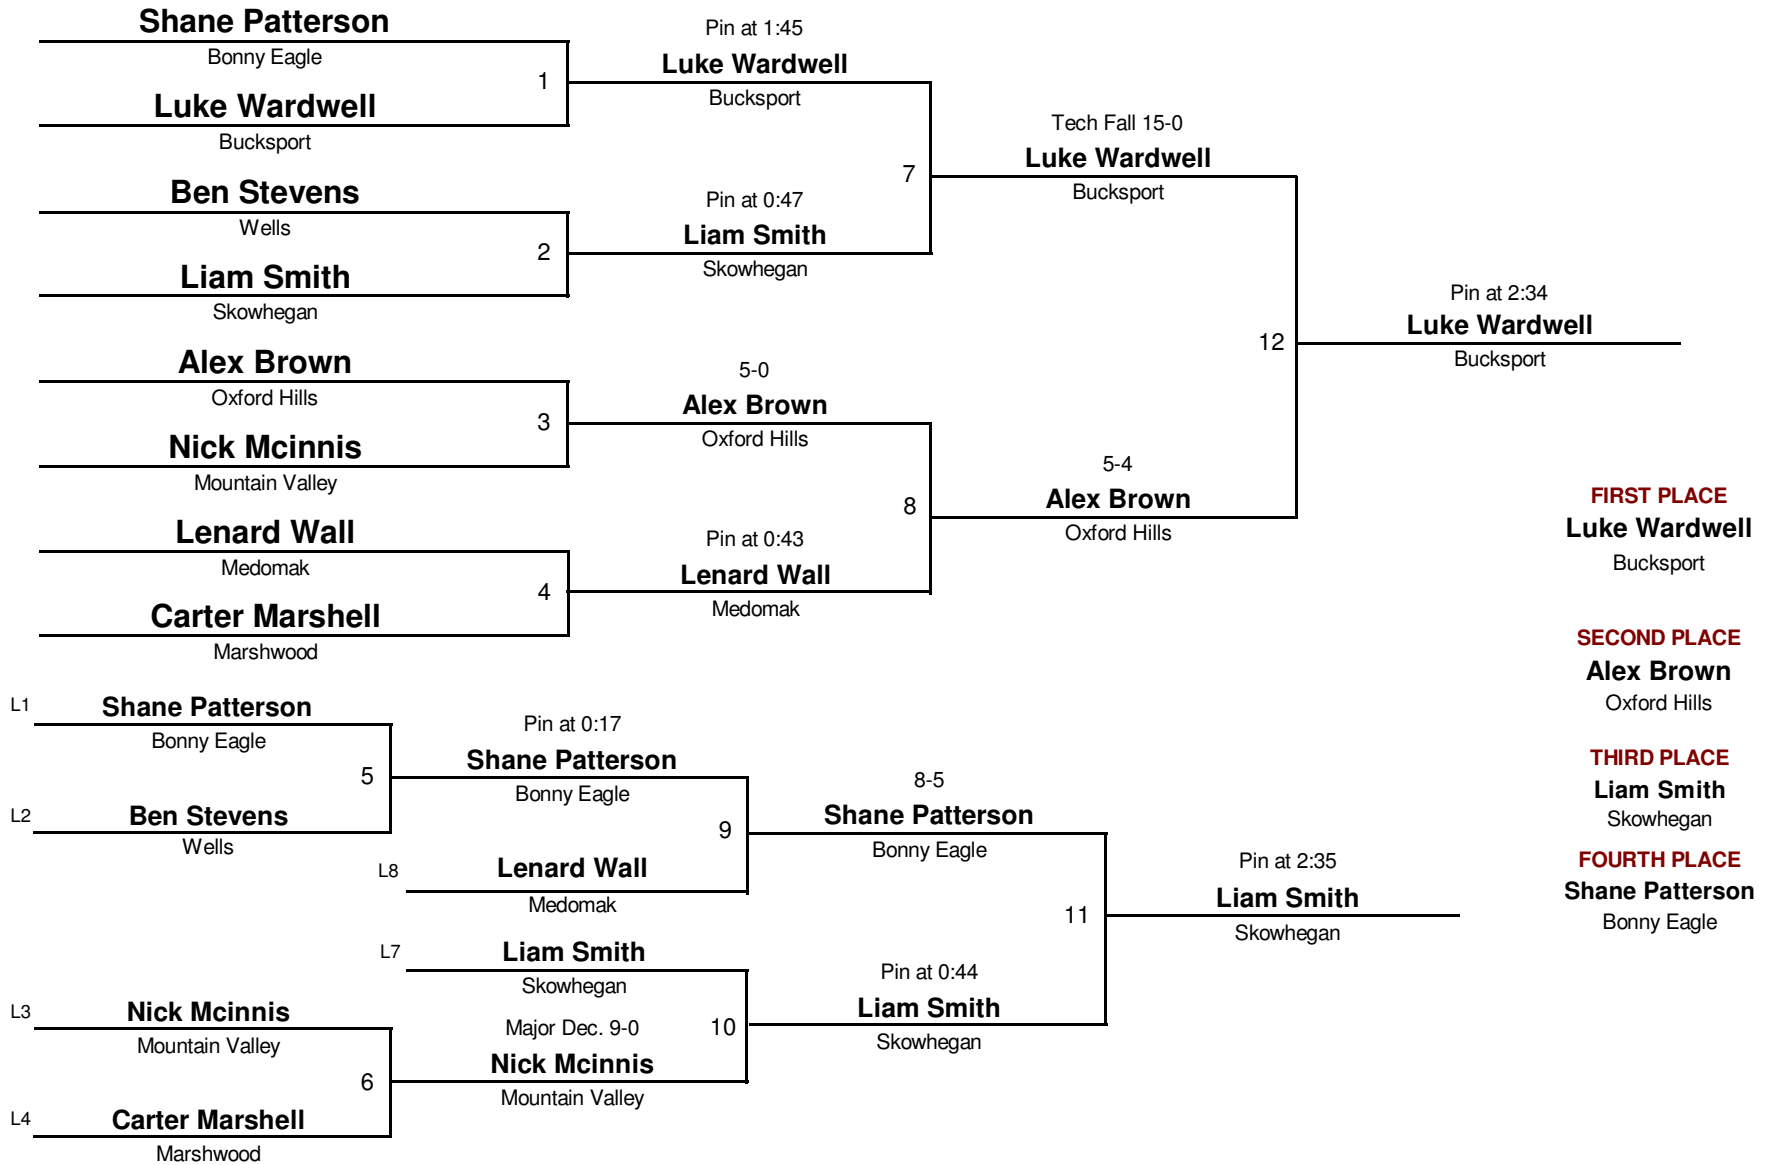 Shane Patterson
Bonny Eagle
1
Luke Wardwell
Bucksport
Ben Stevens
Wells
2
Liam Smith
Skowhegan
Alex Brown
Oxford Hills
3
Nick Mcinnis
Mountain Valley
Lenard Wall
Medomak
4
Carter Marshell
Marshwood
Pin at 1:45
Luke Wardwell
Bucksport
7
Pin at 0:47
Liam Smith
Skowhegan
5-0
Alex Brown
Oxford Hills
8
Pin at 0:43
Lenard Wall
Medomak
Tech Fall 15-0
Luke Wardwell
Bucksport
12
5-4
Alex Brown
Oxford Hills
Pin at 2:34
Luke Wardwell
Bucksport
L1
Shane Patterson
Bonny Eagle
5
L2
Ben Stevens
Wells
L3
Nick Mcinnis
Mountain Valley
6
L4
Carter Marshell
Marshwood
Pin at 0:17
Shane Patterson
Bonny Eagle
9
L8
Lenard Wall
Medomak
L7
Liam Smith
Skowhegan
10
Major Dec. 9-0
Nick Mcinnis
Mountain Valley
8-5
Shane Patterson
Bonny Eagle
11
Pin at 0:44
Liam Smith
Skowhegan
Pin at 2:35
Liam Smith
Skowhegan
FIRST PLACE
Luke Wardwell
Bucksport
SECOND PLACE
Alex Brown
Oxford Hills
THIRD PLACE
Liam Smith
Skowhegan
FOURTH PLACE
Shane Patterson
Bonny Eagle